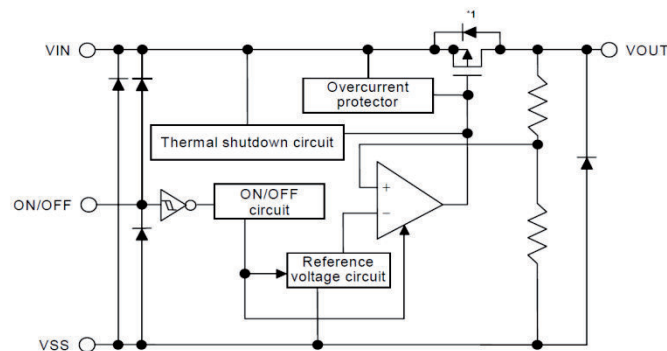 *1
VIN
VOUT
Overcurrent
protector
Thermal shutdown circuit
+
ON/OFF
ON/OFF
circuit
−
Reference
voltage circuit
VSS